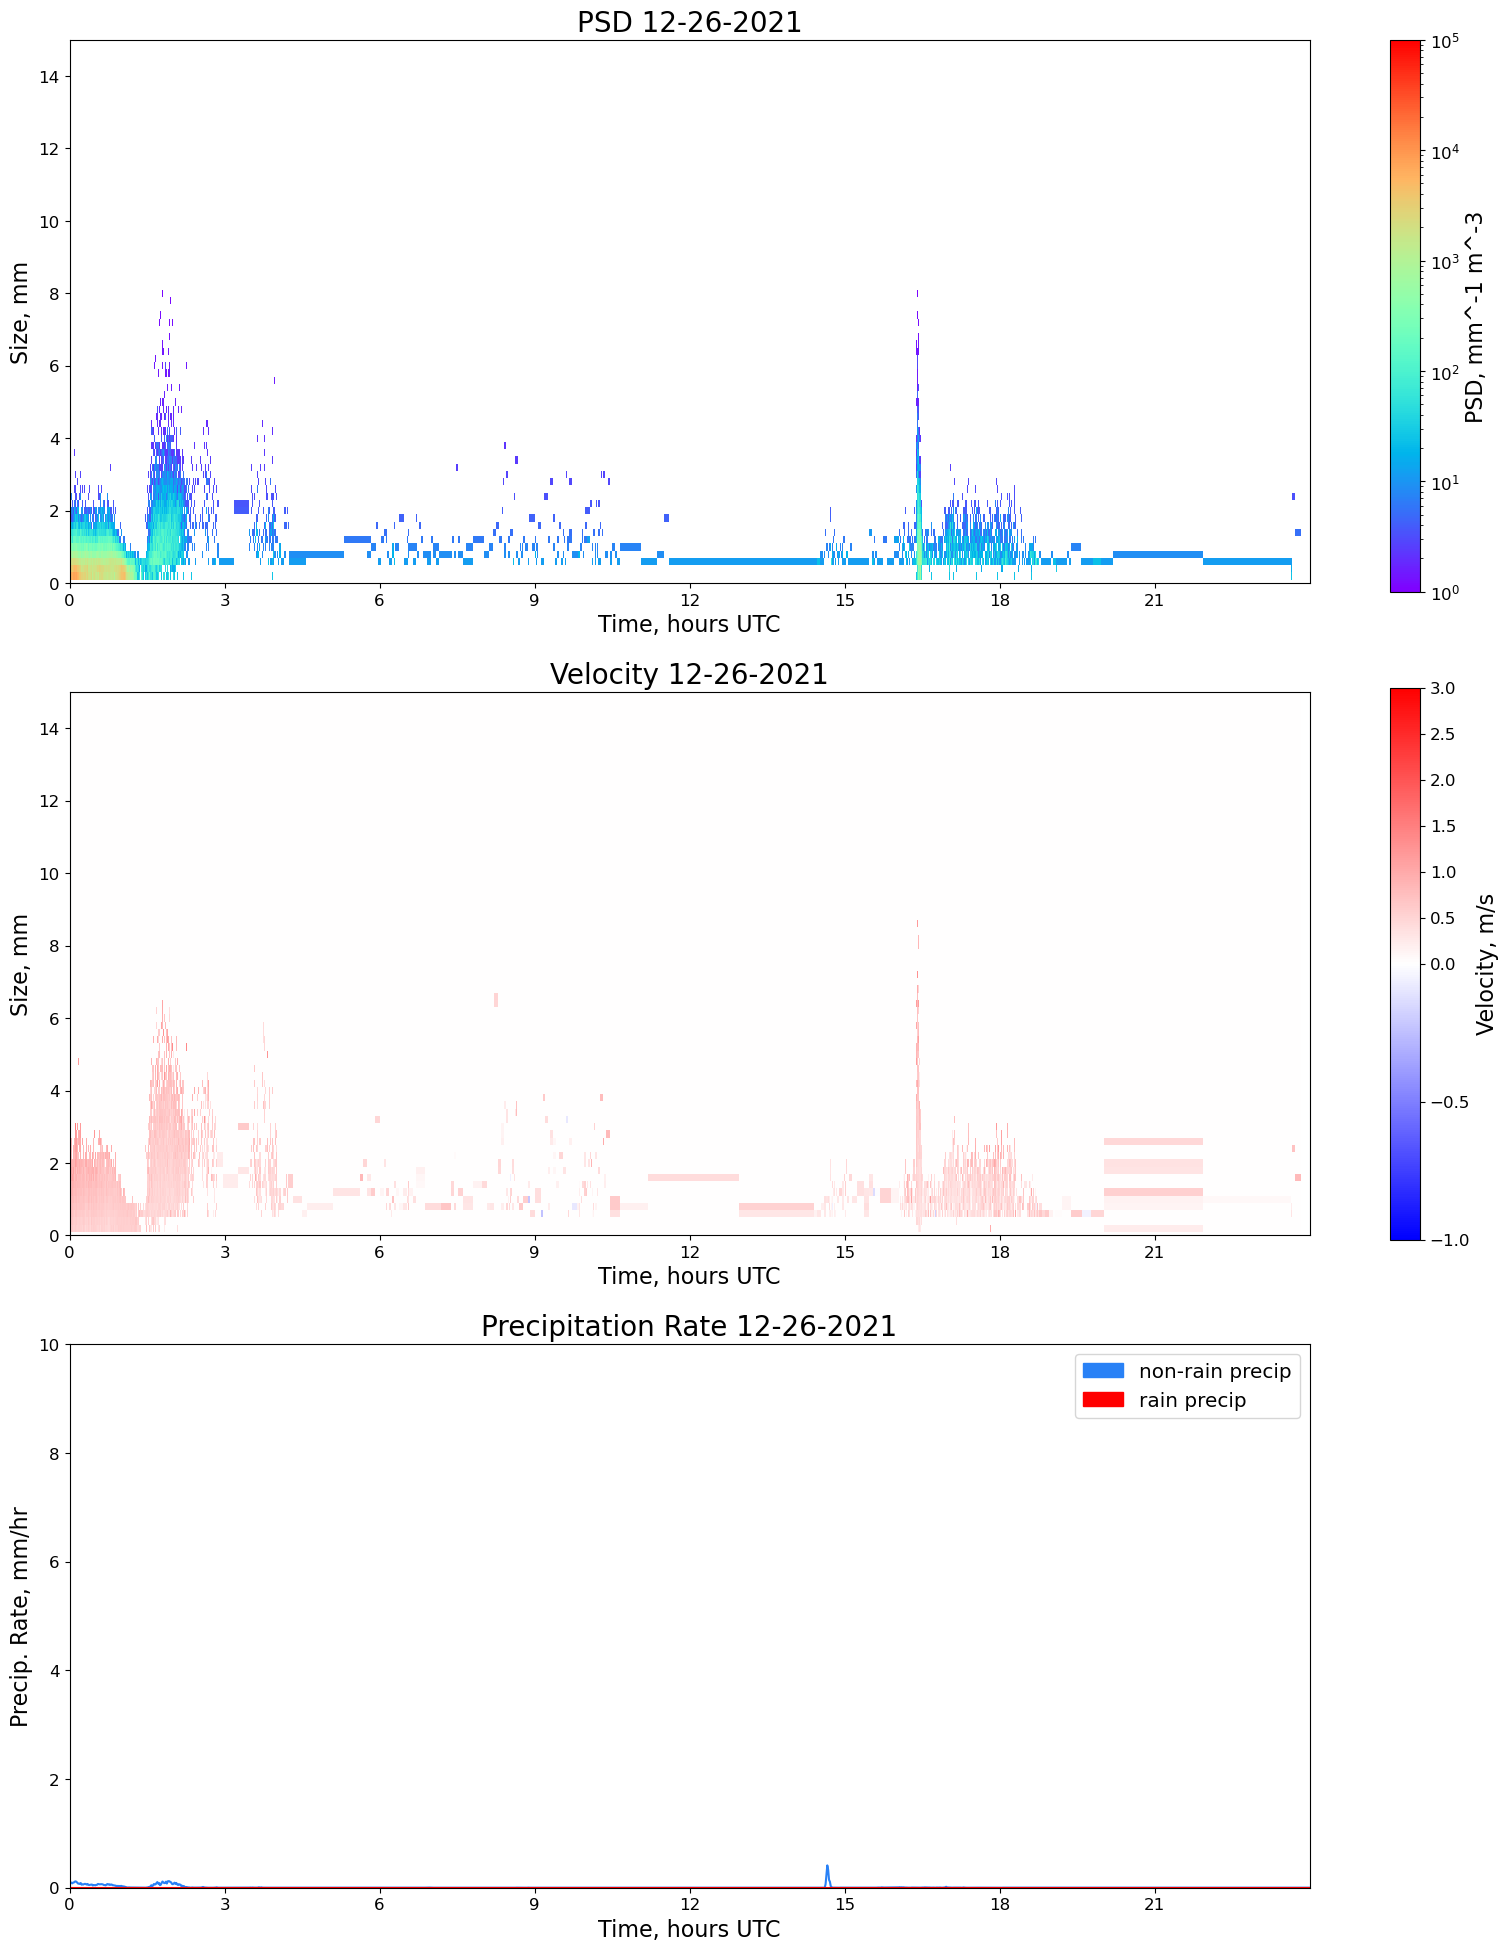 PSD 12-26-2021
14
12
10
8
6
4
2
0
Size, mm
0 3 6 9 12 15 18 21
Time, hours UTC
10^5
10^4
10^3
10^2
10^1
10^0
PSD, mm^-1 m^-3
Velocity 12-26-2021
14
12
10
8
6
4
2
0
Size, mm
0 3 6 9 12 15 18 21
Time, hours UTC
3.0
2.5
2.0
1.5
1.0
0.5
0.0
−0.5
−1.0
Velocity, m/s
Precipitation Rate 12-26-2021
10
8
6
4
2
0
Precip. Rate, mm/hr
non-rain precip
rain precip
0 3 6 9 12 15 18 21
Time, hours UTC